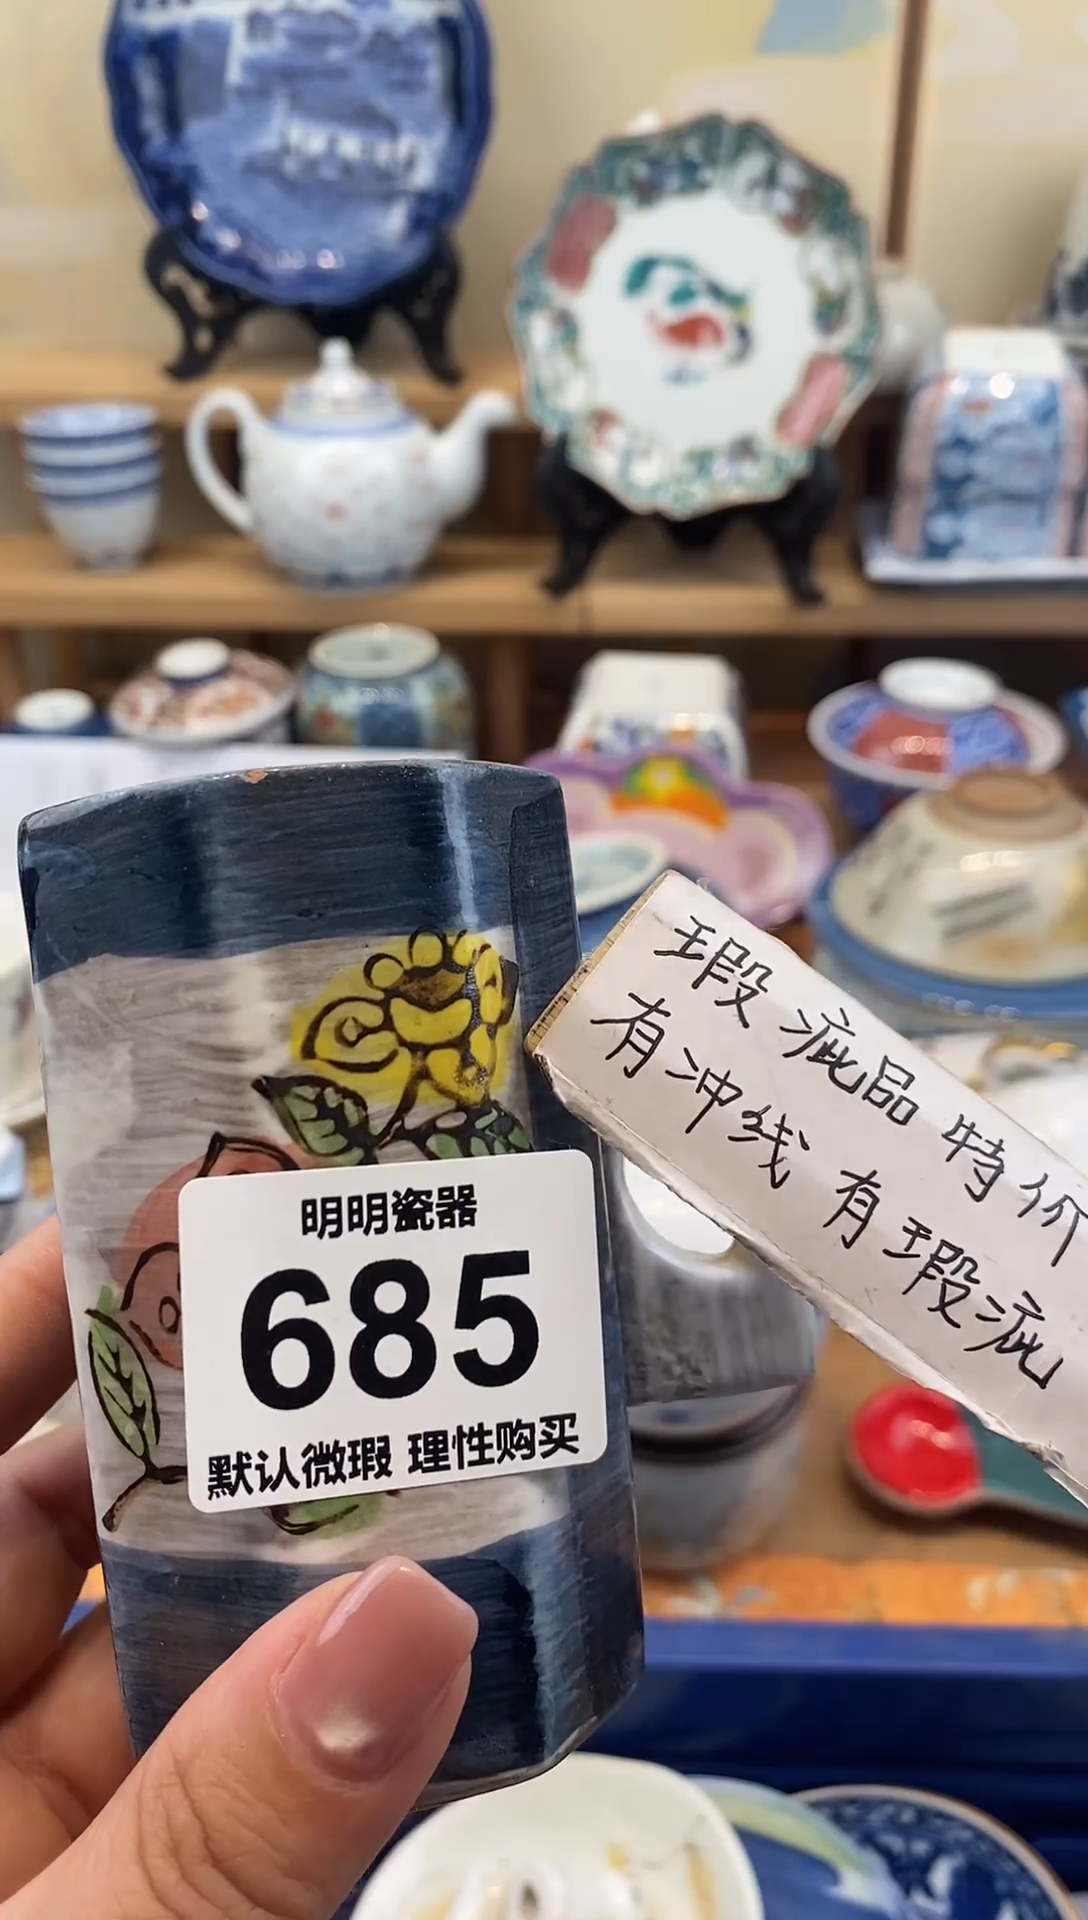 瑕疵品特价
有冲线 有瑕疵
明明瓷器
685
默认微瑕 理性购买